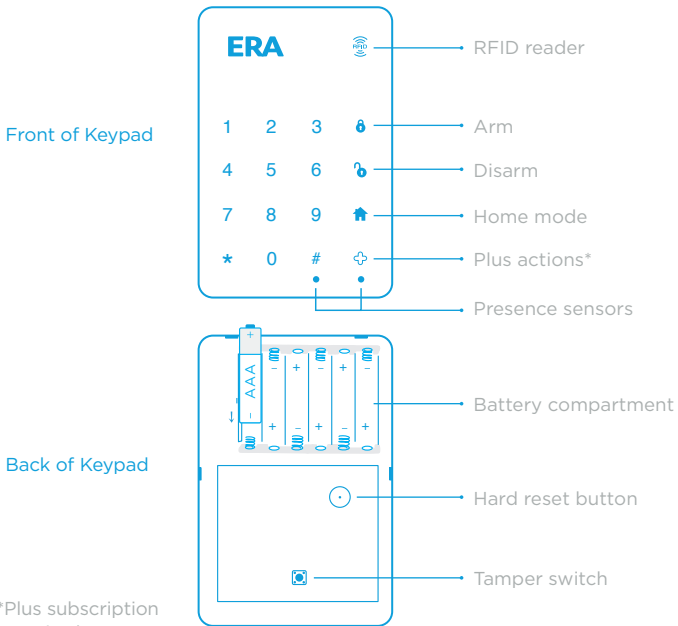 ERA
RFID
RFID reader
Front of Keypad
1 2 3
Arm
4 5 6
Disarm
7 8 9
Home mode
* 0 #
Plus actions*
Presence sensors
+
AAA
-
- + - + -
+ - + - +
Battery compartment
Back of Keypad
Hard reset button
Tamper switch
*Plus subscription